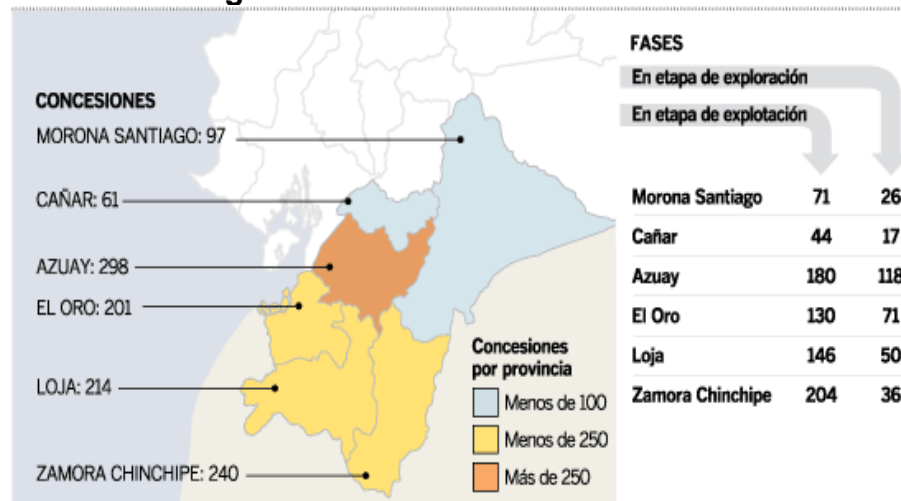 CONCESIONES
MORONA SANTIAGO: 97
CAÑAR: 61
AZUAY: 298
EL ORO: 201
LOJA: 214
ZAMORA CHINCHIPE: 240
Concesiones
por provincia
Menos de 100
Menos de 250
Más de 250
FASES
En etapa de exploración
En etapa de explotación
Morona Santiago 71 26
Cañar 44 17
Azuay 180 118
El Oro 130 71
Loja 146 50
Zamora Chinchipe 204 36